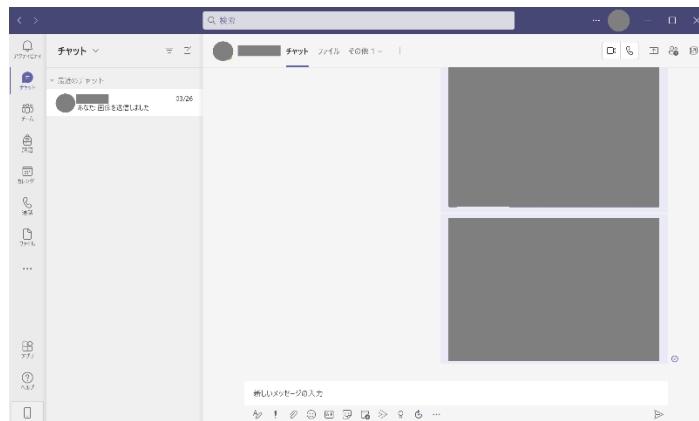 検索
アクティビティ
チャット
チーム
課題
カレンダー
通話
ファイル
アプリ
ヘルプ
チャット
最近のチャット
03/26
あなた: 画像を送信しました
チャット ファイル その他 1
新しいメッセージの入力